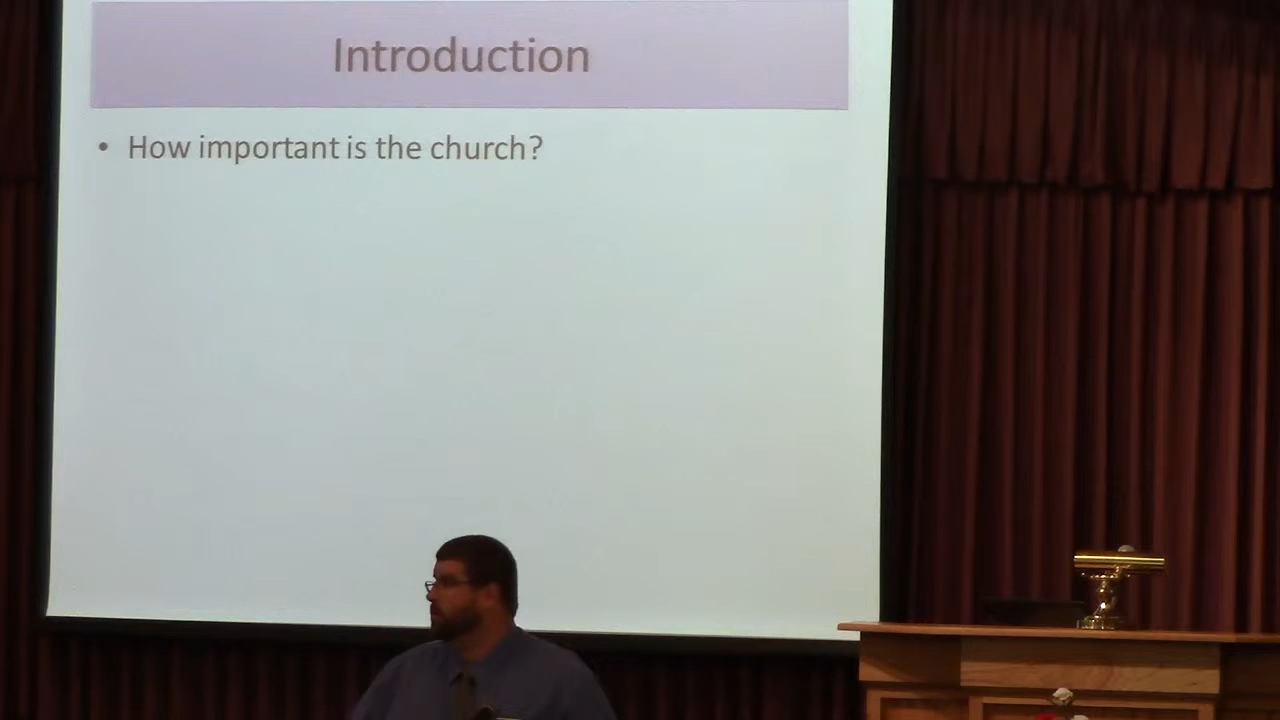 Introduction
• How important is the church?